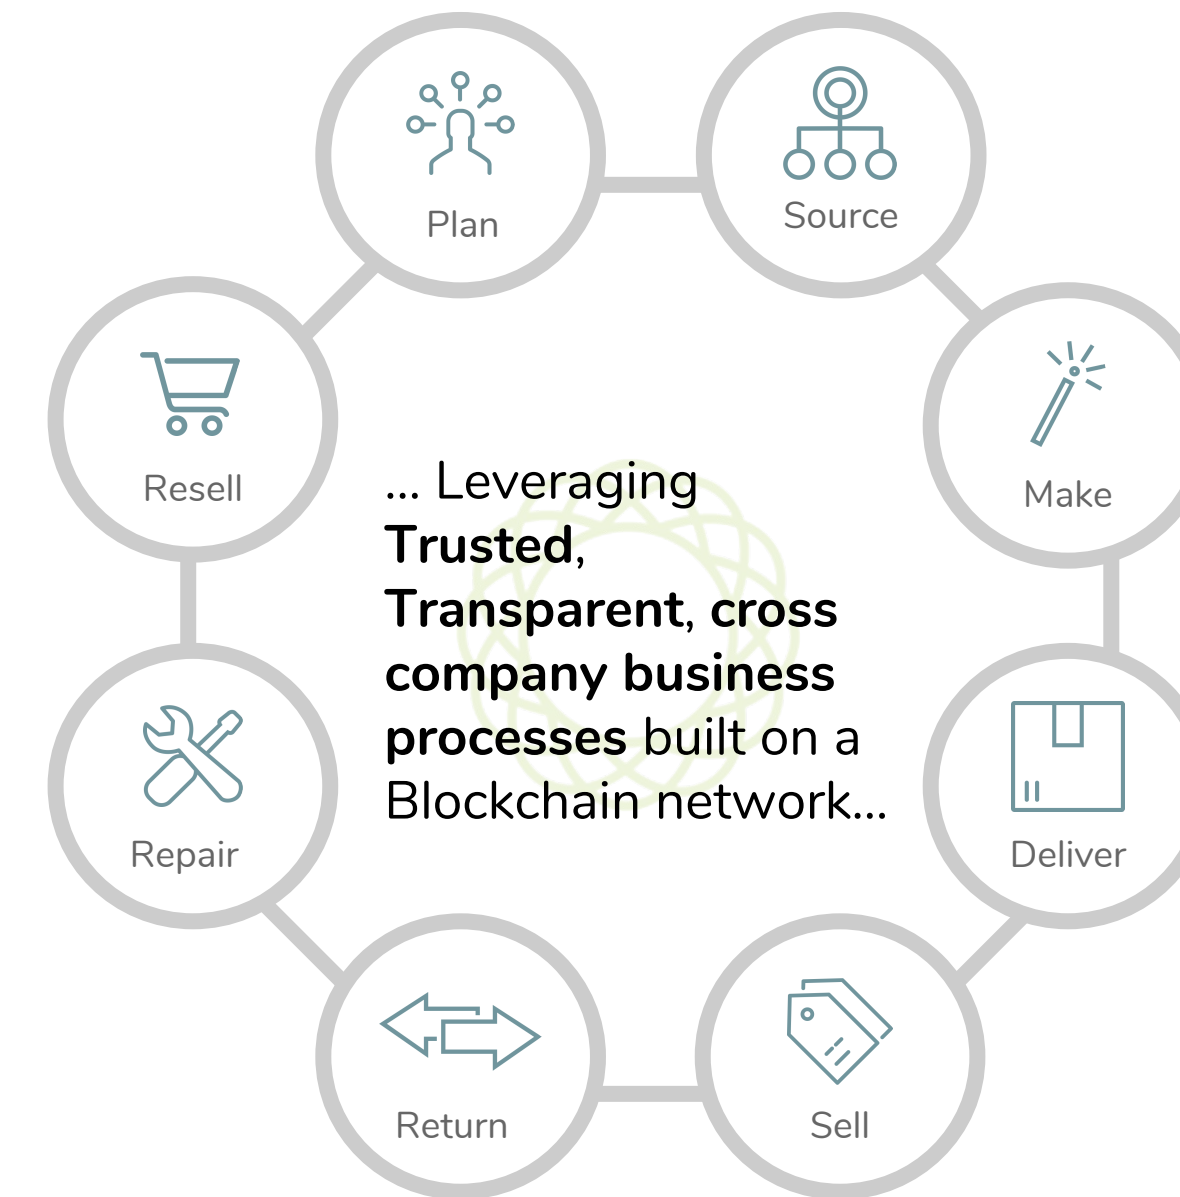 Plan
Source
Resell
Make
... Leveraging
Trusted,
Transparent, cross
company business
processes built on a
Blockchain network...
Repair
Deliver
Return
Sell